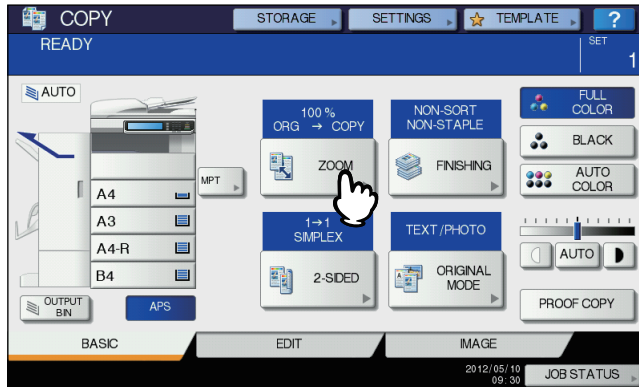 COPY
STORAGE
SETTINGS
TEMPLATE
?
READY
SET
1
AUTO
100 %
ORG → COPY
NON-SORT
NON-STAPLE
FULL
COLOR
ZOOM
FINISHING
BLACK
MPT
AUTO
COLOR
A4
A3
A4-R
B4
1→1
SIMPLEX
TEXT/PHOTO
2-SIDED
ORIGINAL
MODE
AUTO
OUTPUT
BIN
APS
PROOF COPY
BASIC
EDIT
IMAGE
2012/05/10
09:30
JOB STATUS